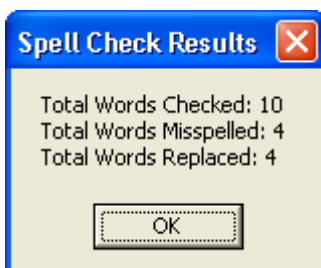 Spell Check Results
Total Words Checked: 10
Total Words Misspelled: 4
Total Words Replaced: 4
OK